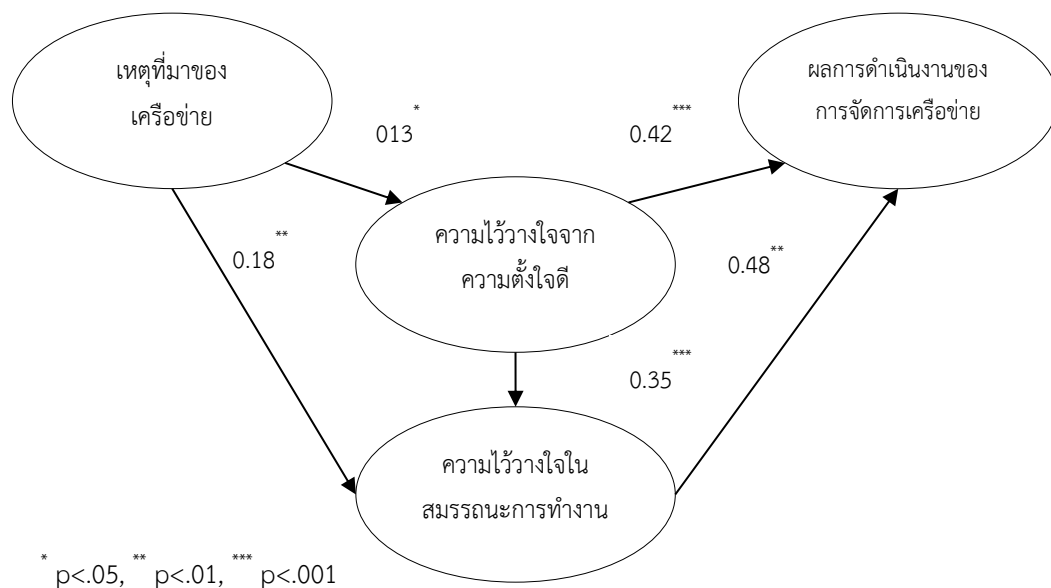 เหตุที่มาของ
เครือข่าย
ผลการดำเนินงานของ
การจัดการเครือข่าย
013*
0.42***
ความไว้วางใจจาก
ความตั้งใจดี
0.18**
0.48**
0.35***
ความไว้วางใจใน
สมรรถนะการทำงาน
* p<.05, ** p<.01, *** p<.001